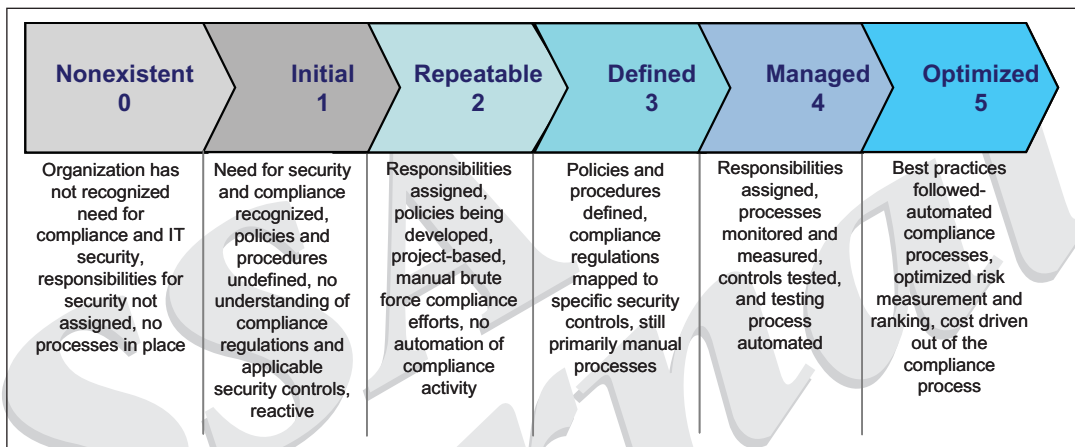 Nonexistent
0
Initial
1
Repeatable
2
Defined
3
Managed
4
Optimized
5
Organization has
not recognized
need for
compliance and IT
security,
responsibilities for
security not
assigned, no
processes in place
Need for security
and compliance
recognized,
policies and
procedures
undefined, no
understanding of
compliance
regulations and
applicable
security controls,
reactive
Responsibilities
assigned,
policies being
developed,
project-based,
manual brute
force compliance
efforts, no
automation of
compliance
activity
Policies and
procedures
defined,
compliance
regulations
mapped to
specific security
controls, still
primarily manual
processes
Responsibilities
assigned,
processes
monitored and
measured,
controls tested,
and testing
process
automated
Best practices
followed-
automated
compliance
processes,
optimized risk
measurement and
ranking, cost driven
out of the
compliance
process